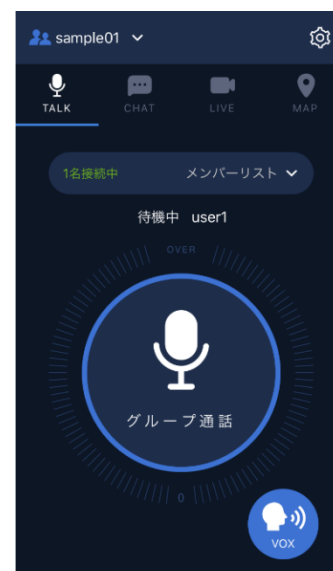 sample01
TALK CHAT LIVE MAP
1名接続中 メンバーリスト
待機中 user1
OVER
グループ通話
0
VOX